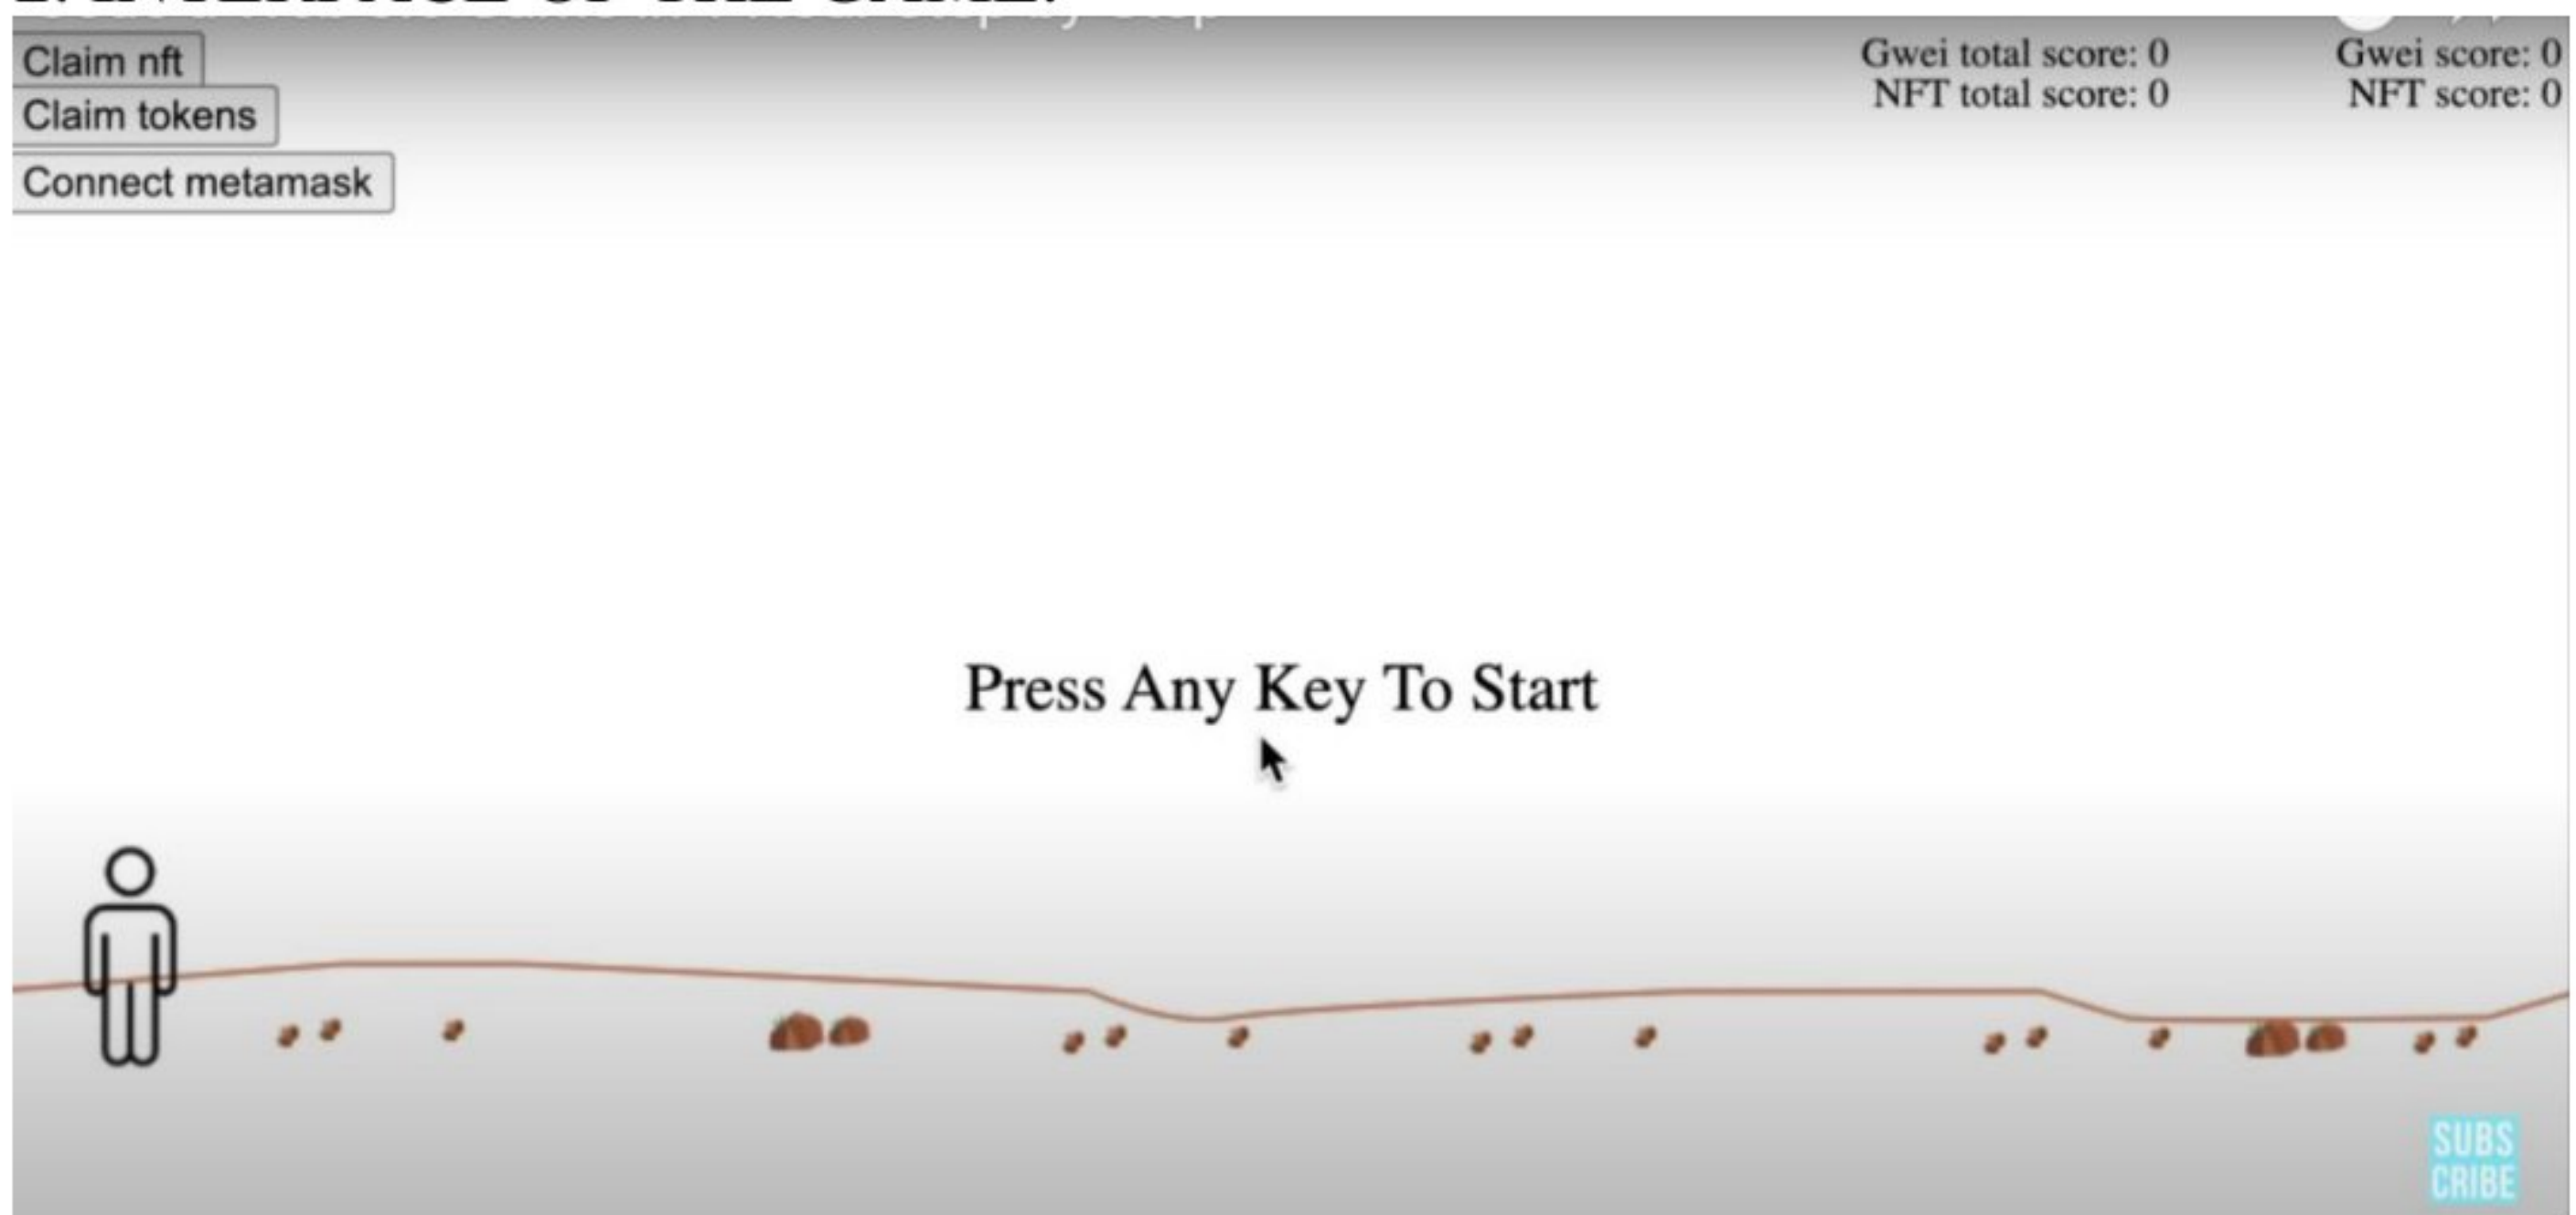 Claim nft
Claim tokens
Connect metamask
Gwei total score: 0
NFT total score: 0
Gwei score: 0
NFT score: 0
Press Any Key To Start
SUBS
CRIBE